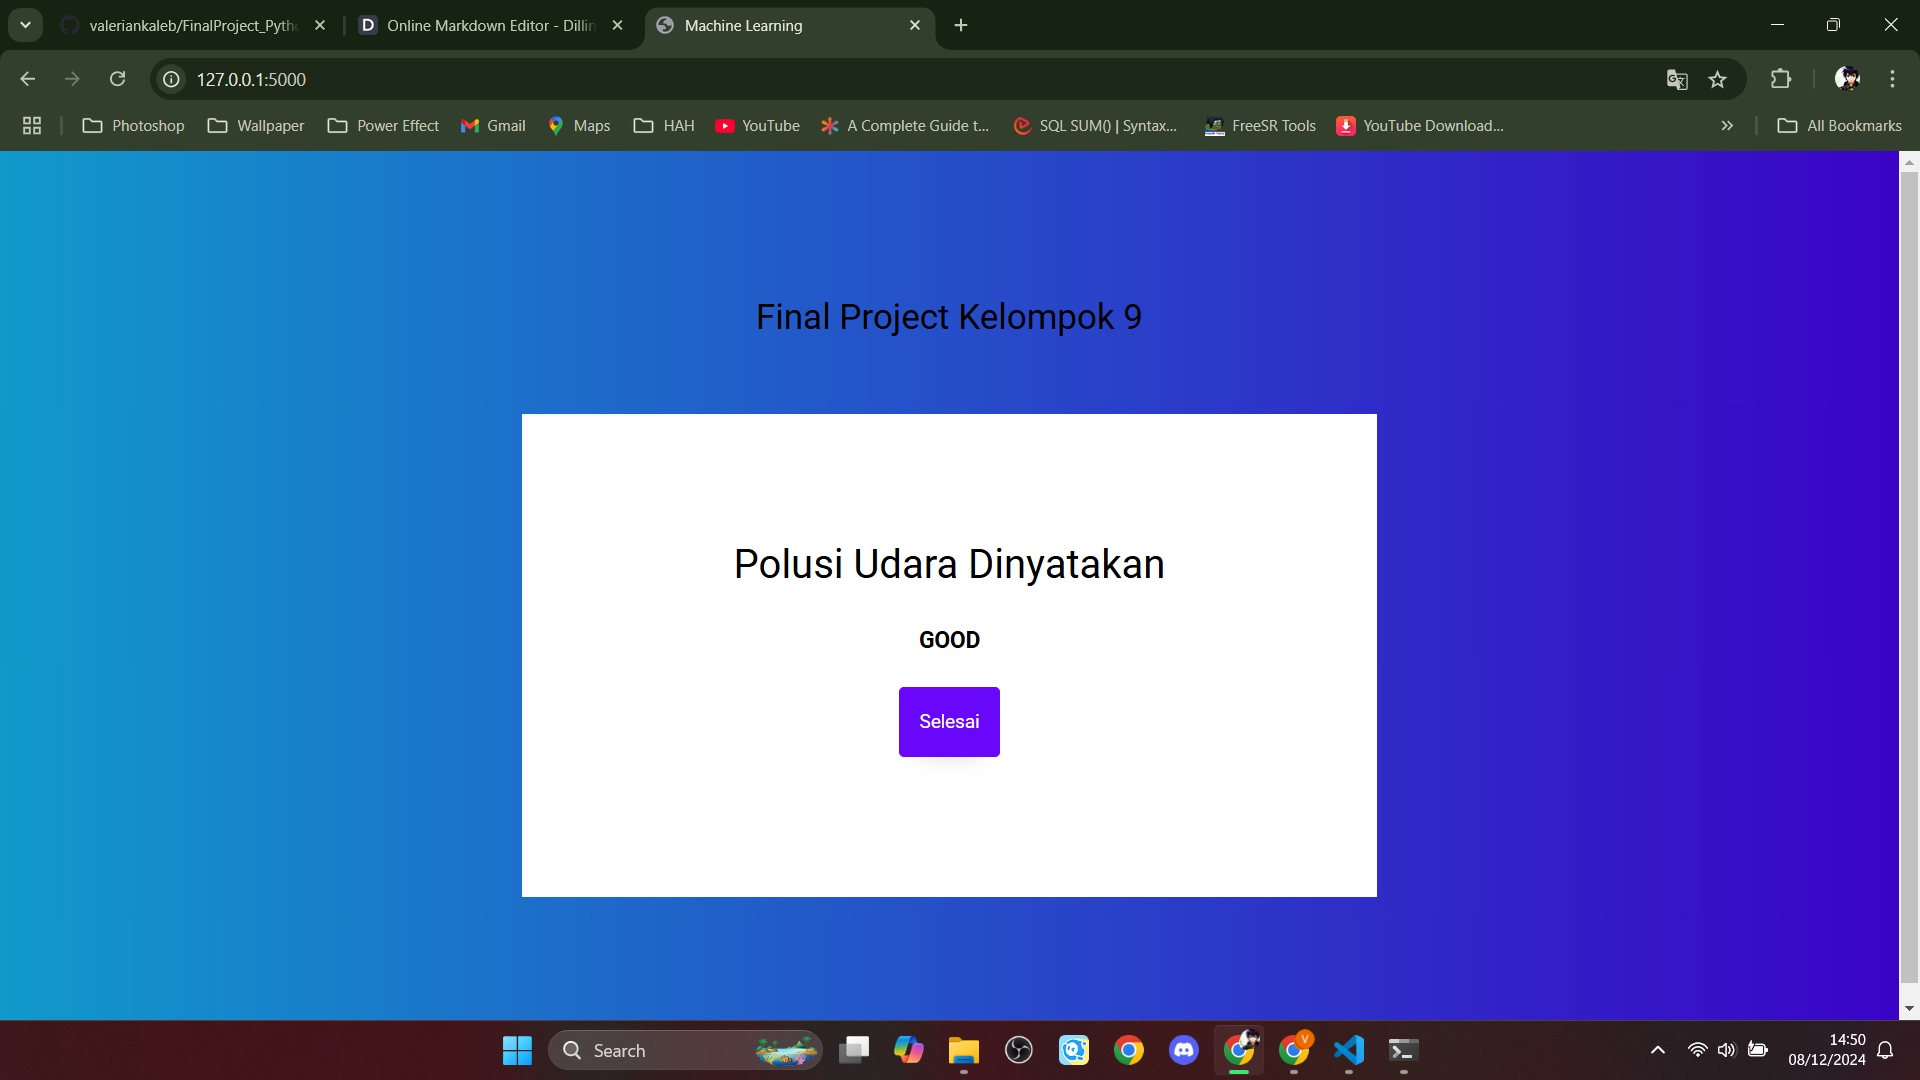 valeriankaleb/FinalProject_Pyth
Online Markdown Editor - Dillin
Machine Learning
127.0.0.1:5000
Photoshop
Wallpaper
Power Effect
Gmail
Maps
HAH
YouTube
A Complete Guide t...
SQL SUM() | Syntax...
FreeSR Tools
YouTube Download...
All Bookmarks
Final Project Kelompok 9
Polusi Udara Dinyatakan
GOOD
Selesai
Search
14:50
08/12/2024